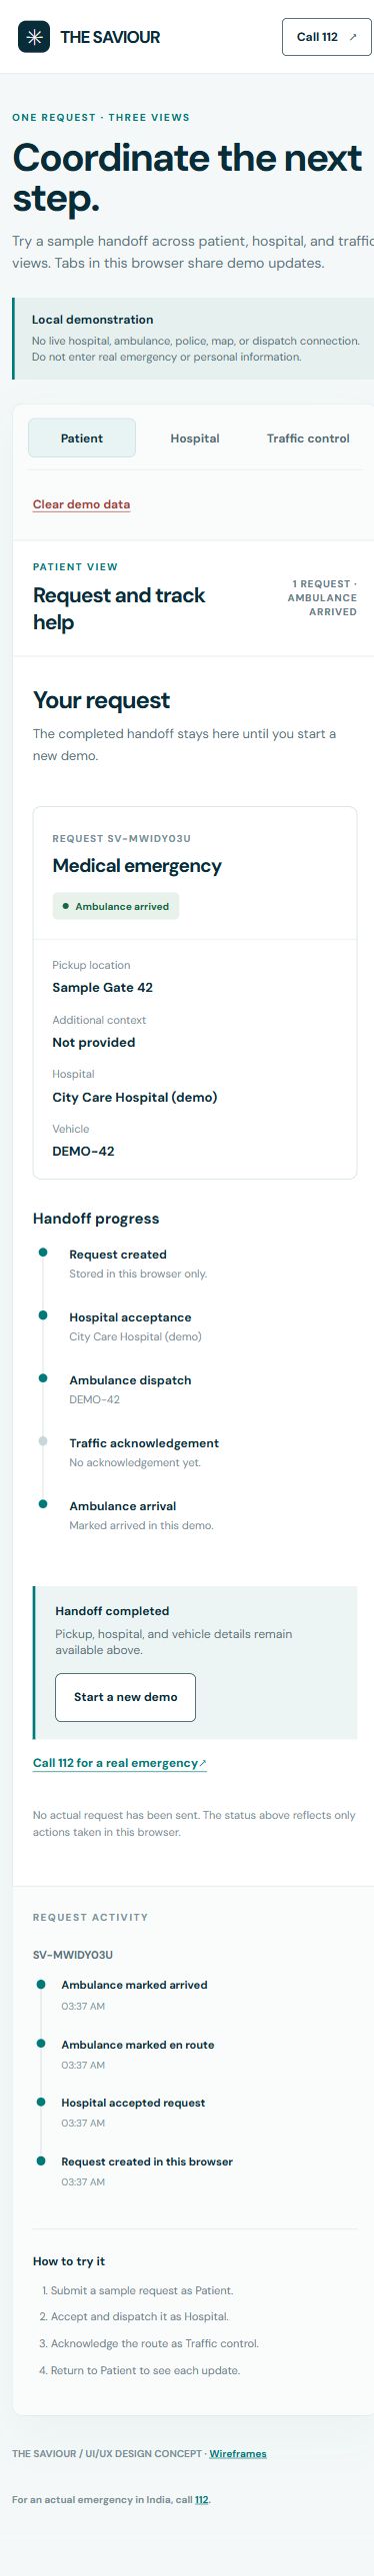 THE SAVIOUR
Call 112 ↗
ONE REQUEST · THREE VIEWS
Coordinate the next
step.
Try a sample handoff across patient, hospital, and traffic
views. Tabs in this browser share demo updates.
Local demonstration
No live hospital, ambulance, police, map, or dispatch connection.
Do not enter real emergency or personal information.
Patient Hospital Traffic control
Clear demo data
PATIENT VIEW
Request and track
help
1 REQUEST ·
AMBULANCE
ARRIVED
Your request
The completed handoff stays here until you start a
new demo.
REQUEST SV-MWIDY03U
Medical emergency
Ambulance arrived
Pickup location
Sample Gate 42
Additional context
Not provided
Hospital
City Care Hospital (demo)
Vehicle
DEMO-42
Handoff progress
Request created
Stored in this browser only.
Hospital acceptance
City Care Hospital (demo)
Ambulance dispatch
DEMO-42
Traffic acknowledgement
No acknowledgement yet.
Ambulance arrival
Marked arrived in this demo.
Handoff completed
Pickup, hospital, and vehicle details remain
available above.
Start a new demo
Call 112 for a real emergency↗
No actual request has been sent. The status above reflects only
actions taken in this browser.
REQUEST ACTIVITY
SV-MWIDY03U
Ambulance marked arrived
03:37 AM
Ambulance marked en route
03:37 AM
Hospital accepted request
03:37 AM
Request created in this browser
03:37 AM
How to try it
1. Submit a sample request as Patient.
2. Accept and dispatch it as Hospital.
3. Acknowledge the route as Traffic control.
4. Return to Patient to see each update.
THE SAVIOUR / UI/UX DESIGN CONCEPT · Wireframes
For an actual emergency in India, call 112.